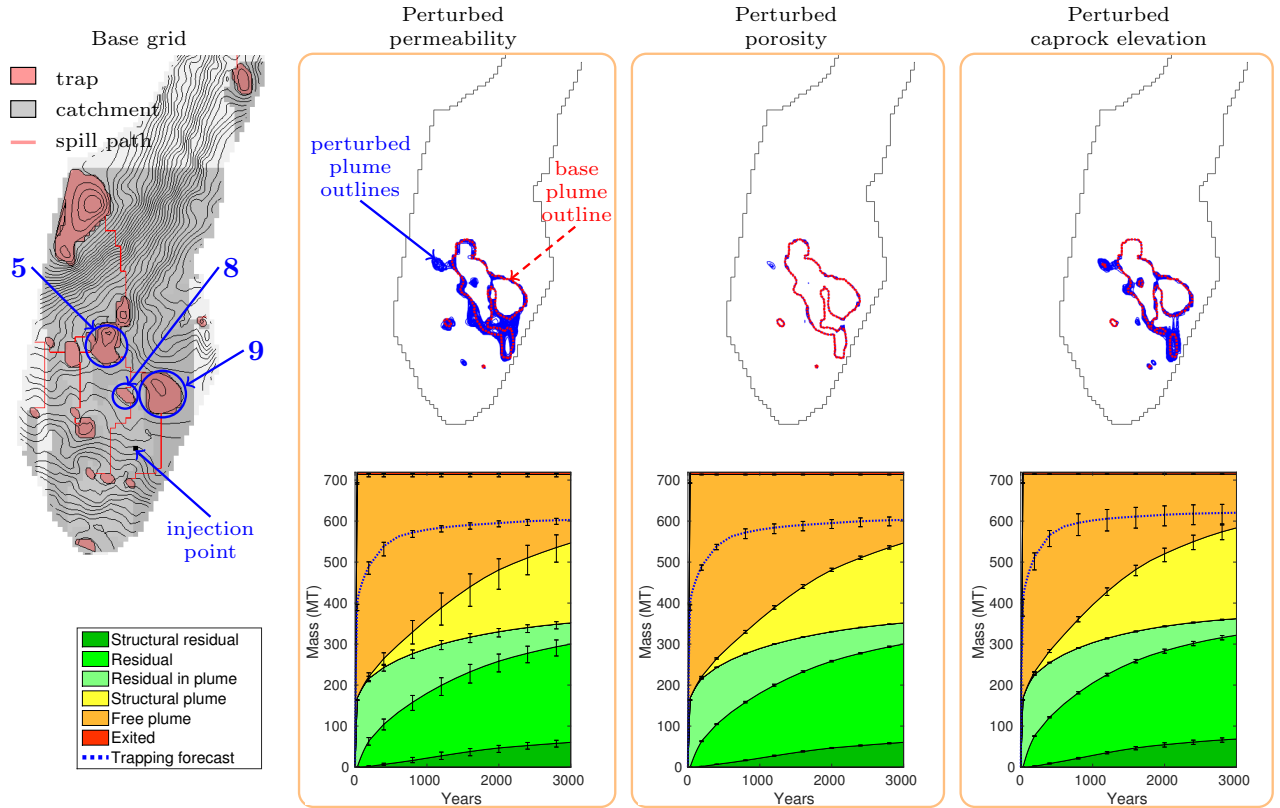 Base grid
trap
catchment
spill path
5
8
9
injection
point
Structural residual
Residual
Residual in plume
Structural plume
Free plume
Exited
Trapping forecast
Perturbed
permeability
perturbed
plume
outlines
base
plume
outline
700
600
500
400
300
200
100
0
Mass (MT)
0 1000 2000 3000
Years
Perturbed
porosity
700
600
500
400
300
200
100
0
Mass (MT)
0 1000 2000 3000
Years
Perturbed
caprock elevation
700
600
500
400
300
200
100
0
Mass (MT)
0 1000 2000 3000
Years